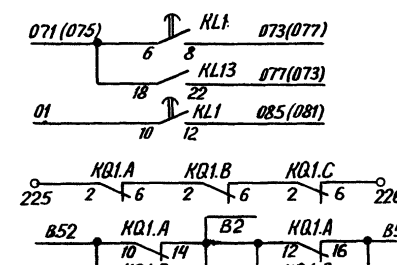 071 (075) KL1 073(077)
6 8
KL13 077(073)
18 22
01 KL1 085 (081)
10 12
KQ1.A KQ1.B KQ1.C
225 2 6 2 6 2 6
B52 KQ1.A B2 KQ1.A
10 14 12 16